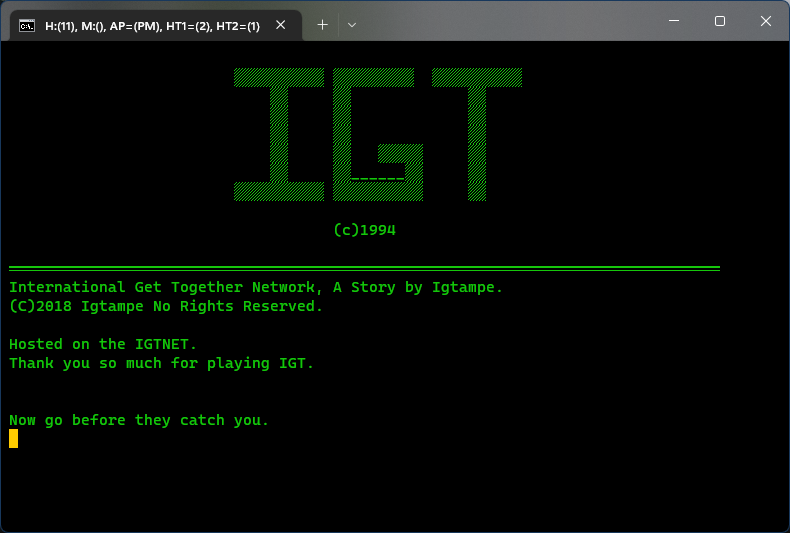 H:(11), M:(), AP=(PM), HT1=(2), HT2=(1)
IGT
(c)1994
International Get Together Network, A Story by Igtampe.
(C)2018 Igtampe No Rights Reserved.
Hosted on the IGTNET.
Thank you so much for playing IGT.
Now go before they catch you.